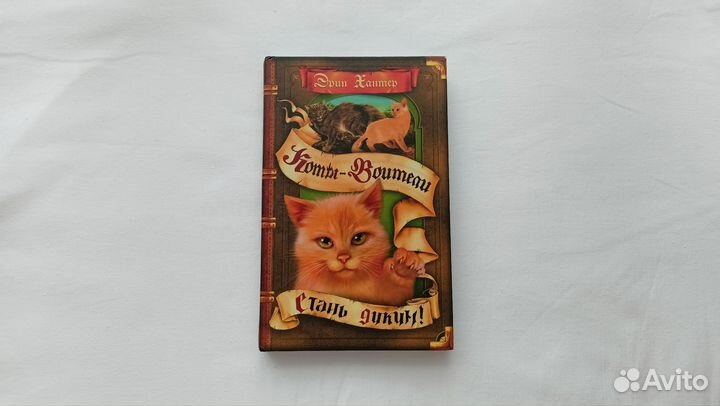 Эрин Хантер
Коты-Воители
Стань диким!
Avito